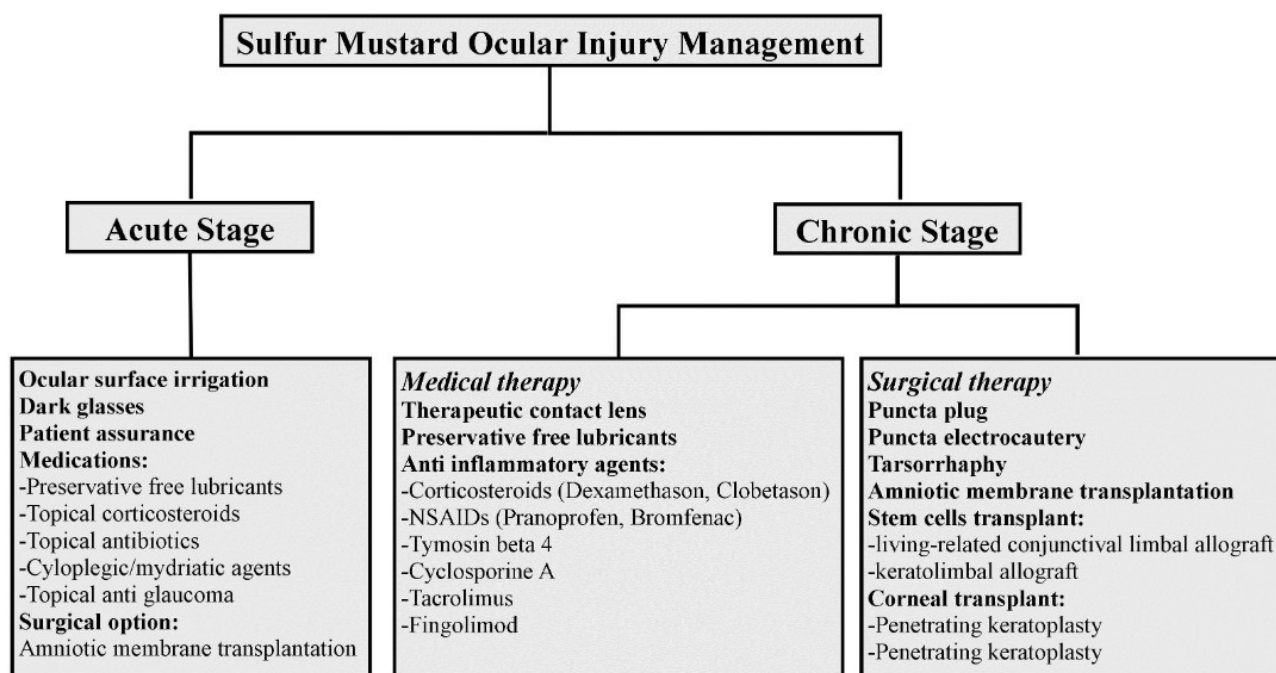 Sulfur Mustard Ocular Injury Management
Acute Stage
Chronic Stage
Ocular surface irrigation
Dark glasses
Patient assurance
Medications:
-Preservative free lubricants
-Topical corticosteroids
-Topical antibiotics
-Cyloplegic/mydriatic agents
-Topical anti glaucoma
Surgical option:
Amniotic membrane transplantation
Medical therapy
Therapeutic contact lens
Preservative free lubricants
Anti inflammatory agents:
-Corticosteroids (Dexamethason, Clobetason)
-NSAIDs (Pranoprofen, Bromfenac)
-Tymosin beta 4
-Cyclosporine A
-Tacrolimus
-Fingolimod
Surgical therapy
Puncta plug
Puncta electrocautery
Tarsorrhaphy
Amniotic membrane transplantation
Stem cells transplant:
-living-related conjunctival limbal allograft
-keratolimbal allograft
Corneal transplant:
-Penetrating keratoplasty
-Penetrating keratoplasty